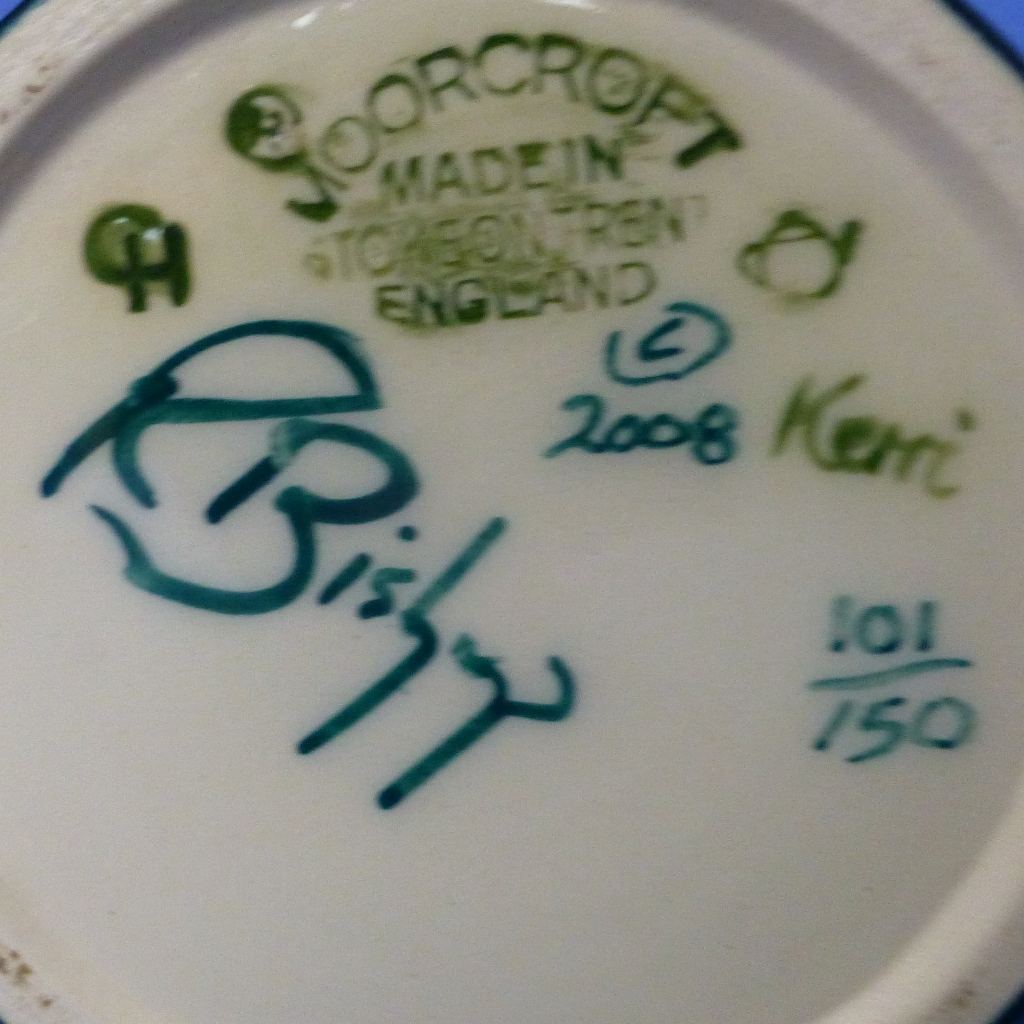 MOORCROFT
MADE IN
STOKE ON TRENT
ENGLAND
H
©
2008 Kerri
Bishop
101
150